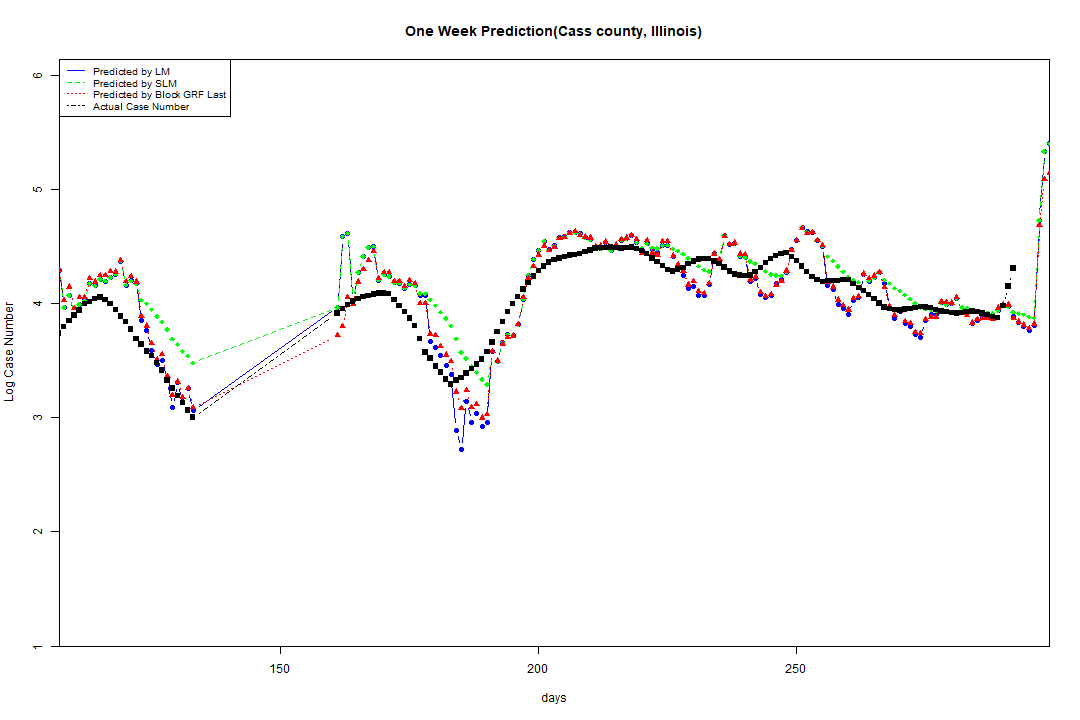 One Week Prediction(Cass county, Illinois)
Predicted by LM
Predicted by SLM
Predicted by Block GRF Last
Actual Case Number
6
5
4
3
2
1
Log Case Number
150
200
250
days